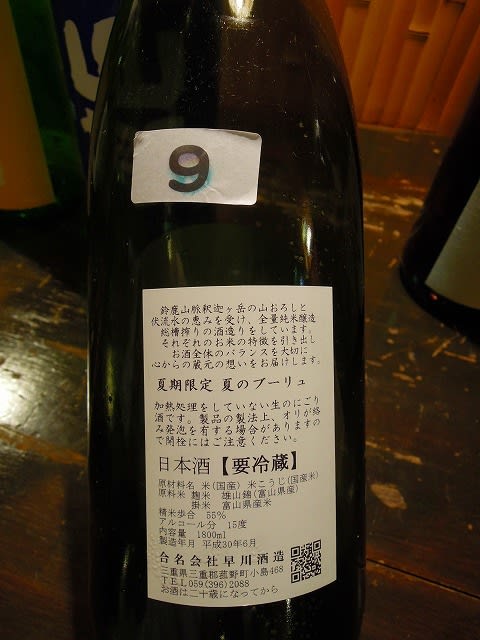 9
鈴鹿山脈釈迦ヶ岳の山おろしと
伏流水の恵みを受け、全量純米醸造
総槽搾りの酒造りをしています。
それぞれのお米の特徴を引き出し
お酒全体のバランスを大切に
心からの蔵元の想いをお届けします。
夏期限定 夏のブーリュ
加熱処理をしていない生のにごり
酒です。製品の製法上、オリが絡
み発泡を有する場合がありますの
で開栓にはご注意ください。
日本酒【要冷蔵】
原材料名 米(国産) 米こうじ(国産米)
原料米 麹米 雄山錦(富山県産)
掛米 富山県産米
精米歩合 55%
アルコール分 15度
内容量 1800ml
製造年月 平成30年6月
合名会社早川酒造
三重県三重郡菰野町小島468
TEL059(396)2088
お酒は二十歳になってから